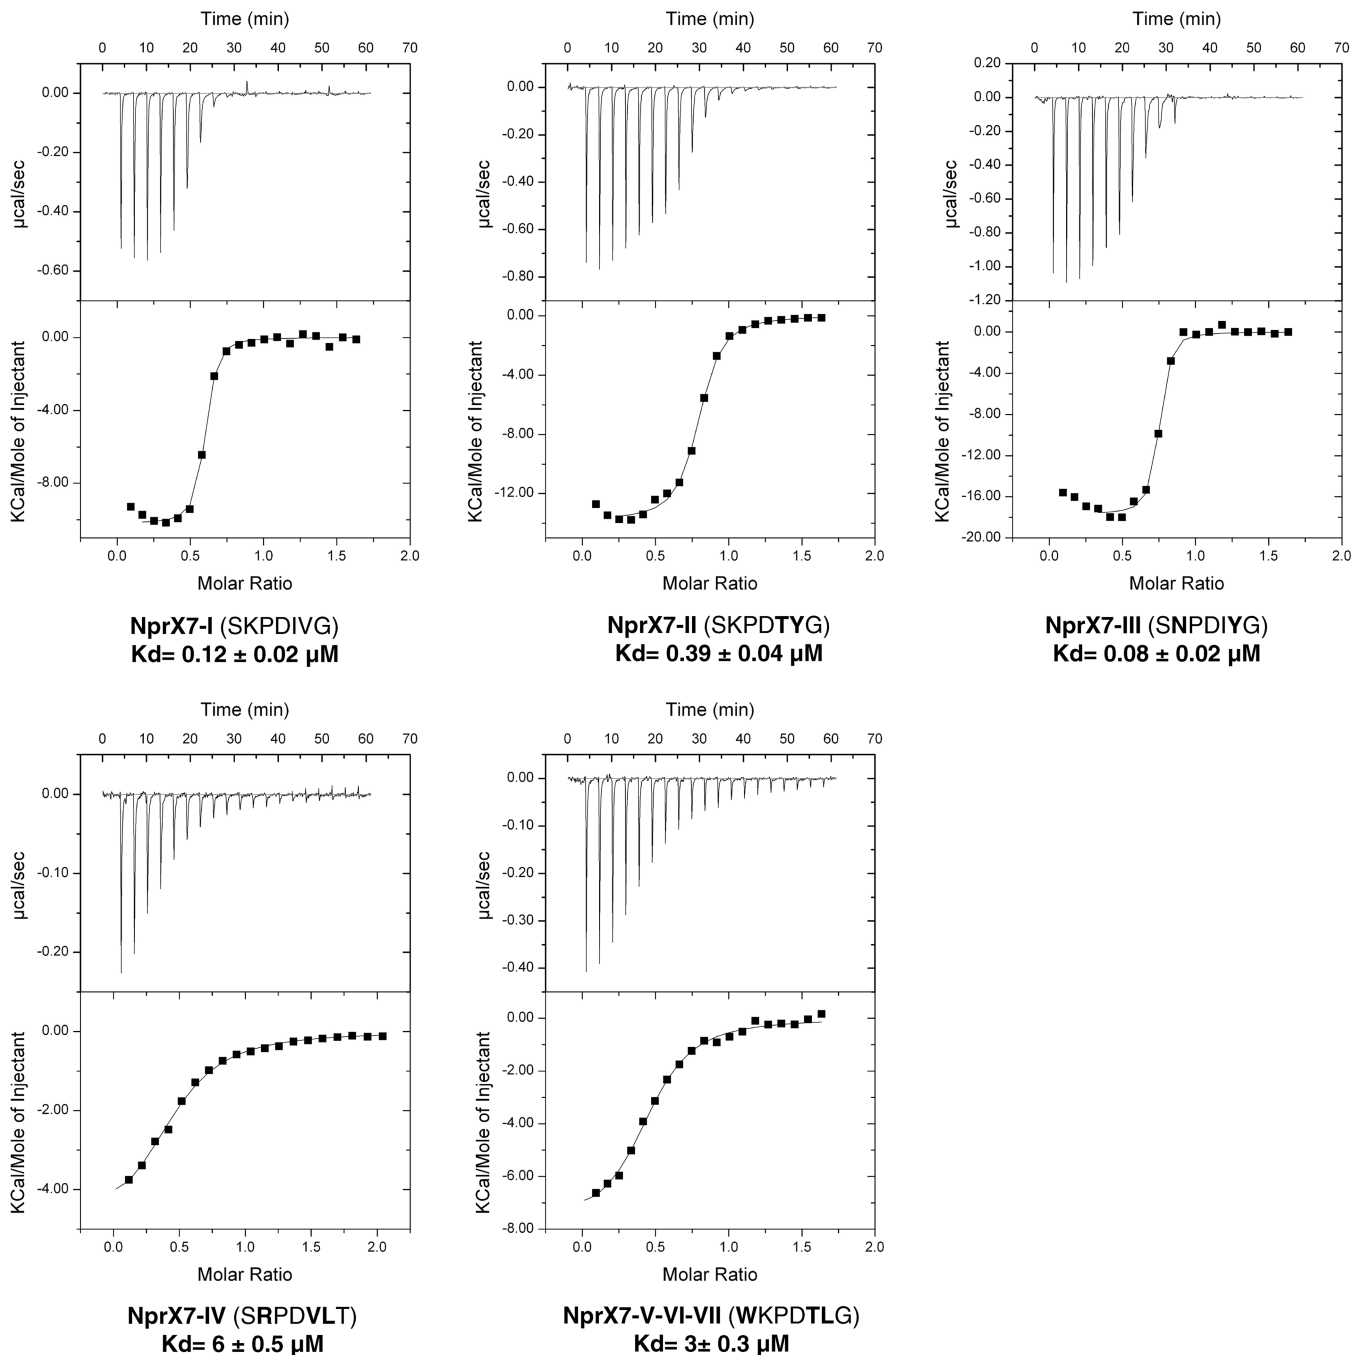 Time (min)
0 10 20 30 40 50 60 70
0.00
-0.20
-0.40
-0.60
µcal/sec
0.00
-4.00
-8.00
KCal/Mole of Injectant
0.0 0.5 1.0 1.5 2.0
Molar Ratio
NprX7-I (SKPDIVG)
Kd= 0.12 ± 0.02 µM
Time (min)
0 10 20 30 40 50 60 70
0.00
-0.20
-0.40
-0.60
-0.80
µcal/sec
0.00
-4.00
-8.00
-12.00
KCal/Mole of Injectant
0.0 0.5 1.0 1.5 2.0
Molar Ratio
NprX7-II (SKPDTYG)
Kd= 0.39 ± 0.04 µM
Time (min)
0 10 20 30 40 50 60 70
0.20
0.00
-0.20
-0.40
-0.60
-0.80
-1.00
-1.20
µcal/sec
0.00
-4.00
-8.00
-12.00
-16.00
-20.00
KCal/Mole of Injectant
0.0 0.5 1.0 1.5 2.0
Molar Ratio
NprX7-III (SNPDIYG)
Kd= 0.08 ± 0.02 µM
Time (min)
0 10 20 30 40 50 60 70
0.00
-0.10
-0.20
µcal/sec
0.00
-2.00
-4.00
KCal/Mole of Injectant
0.0 0.5 1.0 1.5 2.0
Molar Ratio
NprX7-IV (SRPDVLT)
Kd= 6 ± 0.5 µM
Time (min)
0 10 20 30 40 50 60 70
0.00
-0.10
-0.20
-0.30
-0.40
µcal/sec
0.00
-2.00
-4.00
-6.00
-8.00
KCal/Mole of Injectant
0.0 0.5 1.0 1.5 2.0
Molar Ratio
NprX7-V-VI-VII (WKPDTLG)
Kd= 3± 0.3 µM